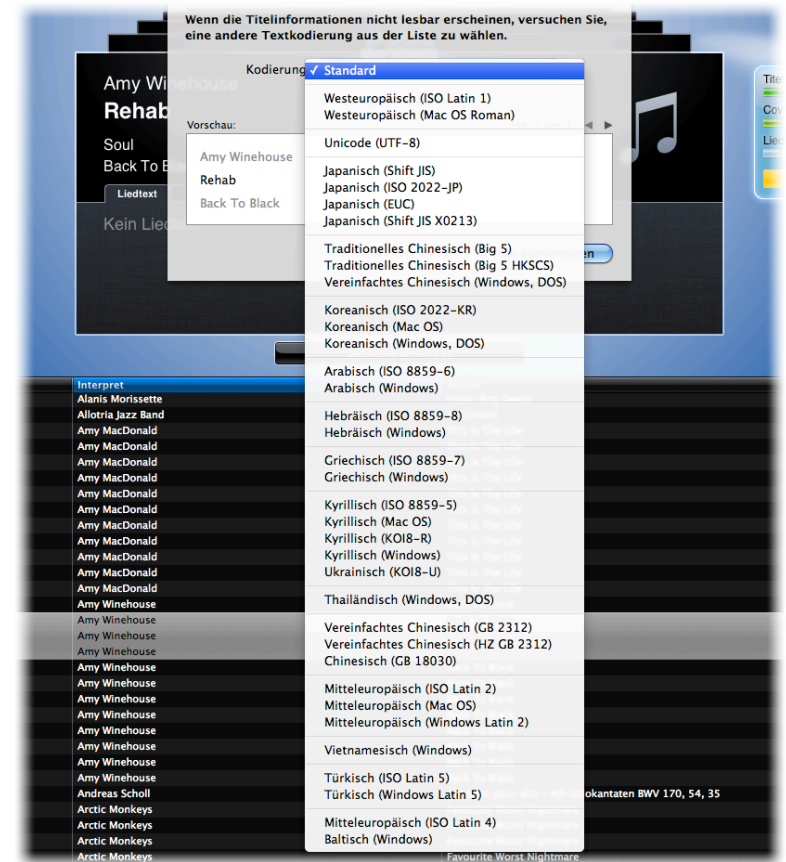 Wenn die Titelinformationen nicht lesbar erscheinen, versuchen Sie,
eine andere Textkodierung aus der Liste zu wählen.
Kodierung
✓ Standard
Amy Winehouse
Rehab
Soul
Back To
Liedtext
Kein
Vorschau:
Amy Winehouse
Rehab
Back To Black
Westeuropäisch (ISO Latin 1)
Westeuropäisch (Mac OS Roman)
Unicode (UTF-8)
Japanisch (Shift JIS)
Japanisch (ISO 2022-JP)
Japanisch (EUC)
Japanisch (Shift JIS X0213)
Traditionelles Chinesisch (Big 5)
Traditionelles Chinesisch (Big 5 HKSCS)
Vereinfachtes Chinesisch (Windows, DOS)
Koreanisch (ISO 2022-KR)
Koreanisch (Mac OS)
Koreanisch (Windows, DOS)
Arabisch (ISO 8859-6)
Arabisch (Windows)
Hebräisch (ISO 8859-8)
Hebräisch (Windows)
Griechisch (ISO 8859-7)
Griechisch (Windows)
Kyrillisch (ISO 8859-5)
Kyrillisch (Mac OS)
Kyrillisch (KOI8-R)
Kyrillisch (Windows)
Ukrainisch (KOI8-U)
Thailändisch (Windows, DOS)
Vereinfachtes Chinesisch (GB 2312)
Vereinfachtes Chinesisch (HZ GB 2312)
Chinesisch (GB 18030)
Mitteleuropäisch (ISO Latin 2)
Mitteleuropäisch (Mac OS)
Mitteleuropäisch (Windows Latin 2)
Vietnamesisch (Windows)
Türkisch (ISO Latin 5)
Türkisch (Windows Latin 5)
Mitteleuropäisch (ISO Latin 4)
Baltisch (Windows)
Interpret
Alanis Morissette
Allotria Jazz Band
Amy MacDonald
Amy MacDonald
Amy MacDonald
Amy MacDonald
Amy MacDonald
Amy MacDonald
Amy MacDonald
Amy MacDonald
Amy MacDonald
Amy MacDonald
Amy MacDonald
Amy Winehouse
Amy Winehouse
Amy Winehouse
Amy Winehouse
Amy Winehouse
Amy Winehouse
Amy Winehouse
Amy Winehouse
Amy Winehouse
Amy Winehouse
Amy Winehouse
Amy Winehouse
Andreas Scholl
okantaten BWV 170, 54, 35
Arctic Monkeys
Arctic Monkeys
Arctic Monkeys
Arctic Monkeys
Favourite Worst Nightmare